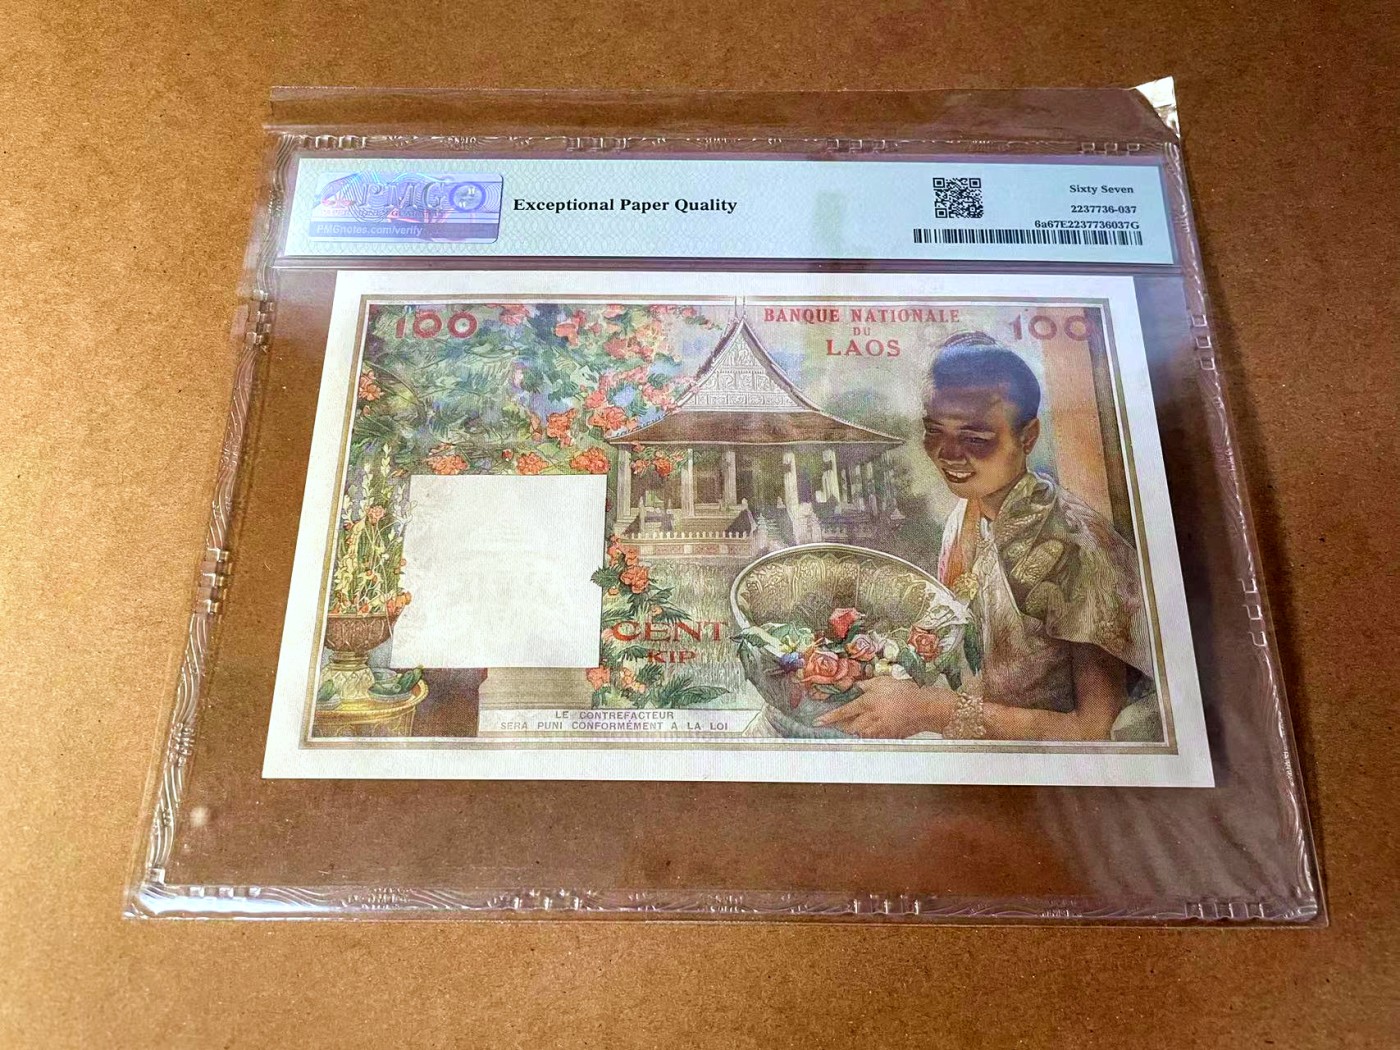 PMG
PMGnotes.com/verify
Exceptional Paper Quality
Sixty Seven
2237736-037
6a67E2237736037G
100
BANQUE NATIONALE
DU
LAOS
100
CENT
KIP
LE CONTREFACTEUR
SERA PUNI CONFORMÉMENT A LA LOI